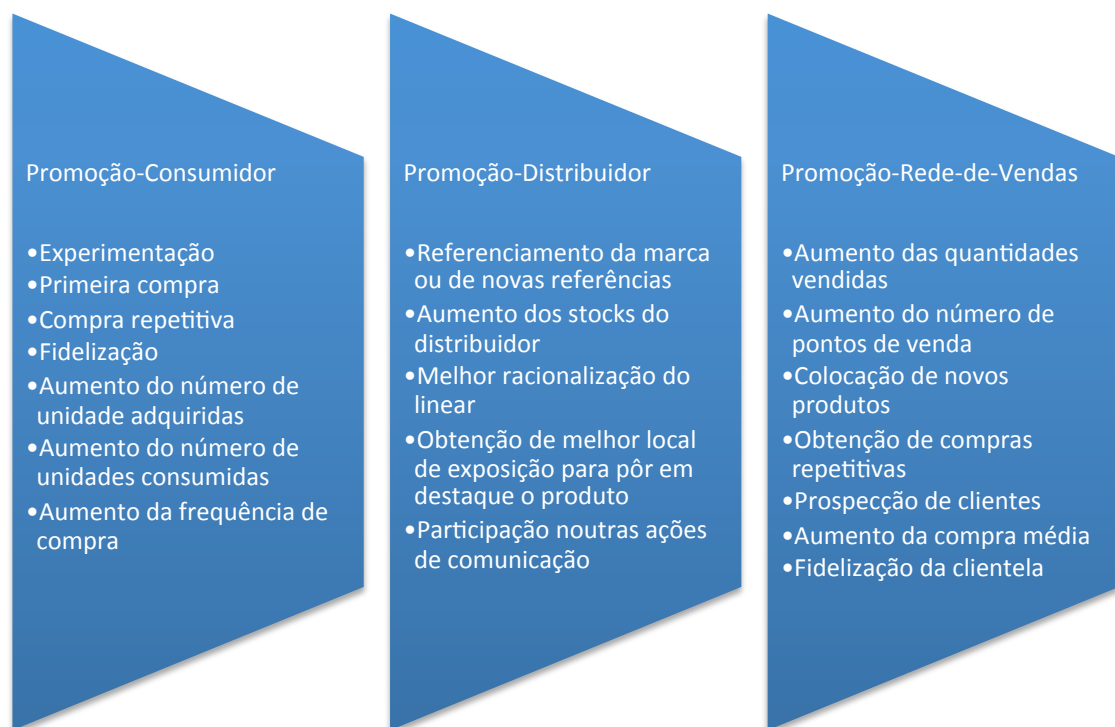 Promoção-Consumidor
•Experimentação
•Primeira compra
•Compra repetitiva
•Fidelização
•Aumento do número de
unidade adquiridas
•Aumento do número de
unidades consumidas
•Aumento da frequência de
compra
Promoção-Distribuidor
•Referenciamento da marca
ou de novas referências
•Aumento dos stocks do
distribuidor
•Melhor racionalização do
linear
•Obtenção de melhor local
de exposição para pôr em
destaque o produto
•Participação noutras ações
de comunicação
Promoção-Rede-de-Vendas
•Aumento das quantidades
vendidas
•Aumento do número de
pontos de venda
•Colocação de novos
produtos
•Obtenção de compras
repetitivas
•Prospecção de clientes
•Aumento da compra média
•Fidelização da clientela